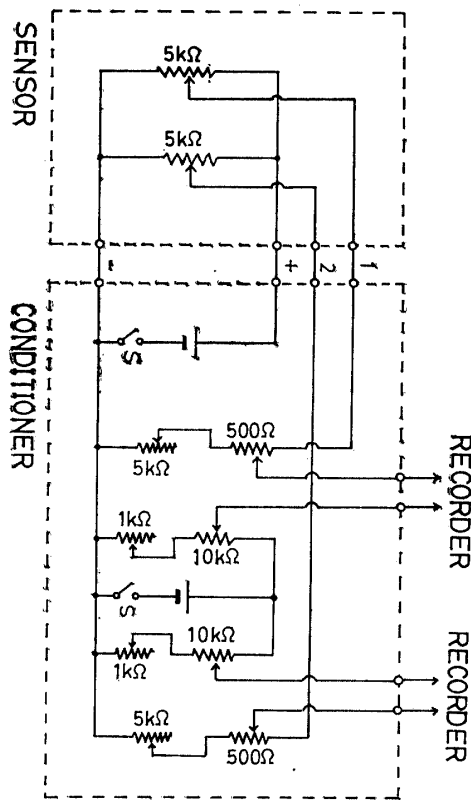 SENSOR
5kΩ
5kΩ
-
+
2
1
CONDITIONER
S
500Ω
5kΩ
RECORDER
1kΩ
10kΩ
S
10kΩ
1kΩ
RECORDER
5kΩ
500Ω